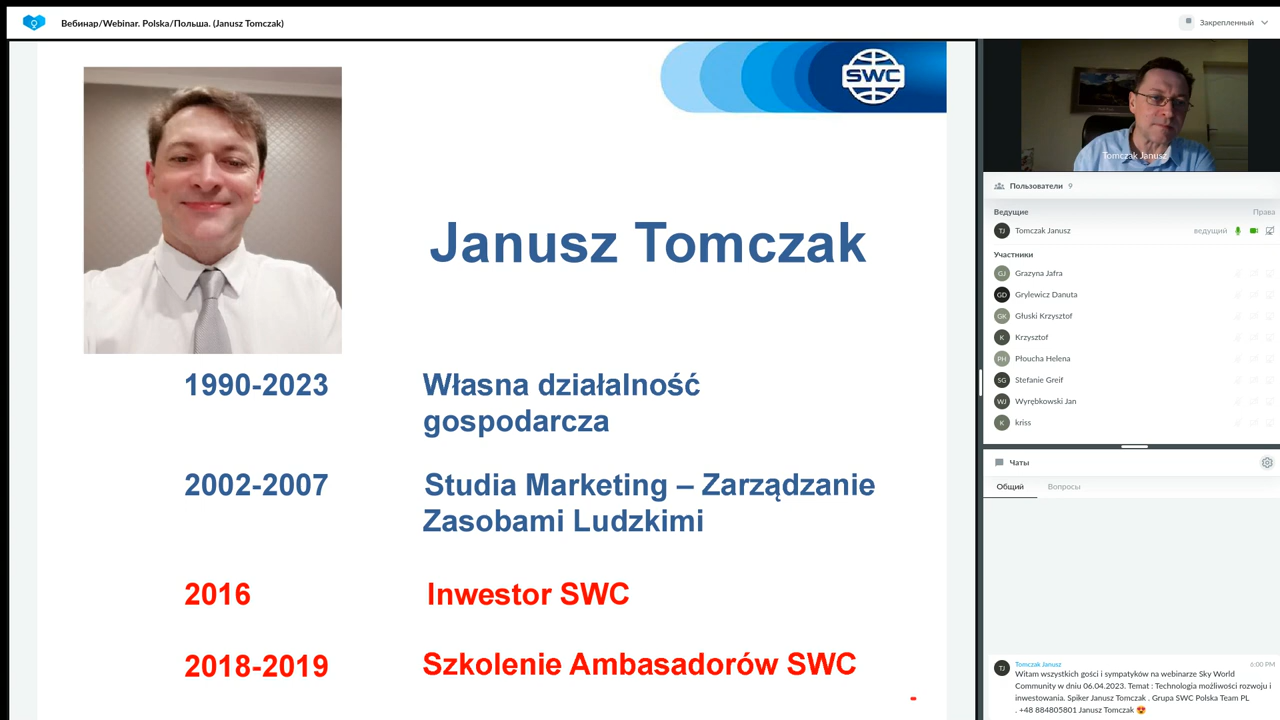 Вебинар/Webinar. Polska/Польша. (Janusz Tomczak)
Закрепленный
SWC
Janusz Tomczak
1990-2023 Własna działalność
gospodarcza
2002-2007 Studia Marketing – Zarządzanie
Zasobami Ludzkimi
2016 Inwestor SWC
2018-2019 Szkolenie Ambasadorów SWC
Tomczak Janusz
Пользователи 9
Ведущие Права
TJ Tomczak Janusz ведущий
Участники
GJ Grazyna Jafra
GD Grylewicz Danuta
GK Głuski Krzysztof
K Krzysztof
PH Płoucha Helena
SG Stefanie Greif
WJ Wyrębkowski Jan
K kriss
Чаты
Общий Вопросы
TJ Tomczak Janusz 6:00 PM
Witam wszystkich gości i sympatyków na webinarze Sky World
Community w dniu 06.04.2023. Temat : Technologia możliwości rozwoju i
inwestowania. Spiker Janusz Tomczak . Grupa SWC Polska Team PL
. +48 884805801 Janusz Tomczak 😍